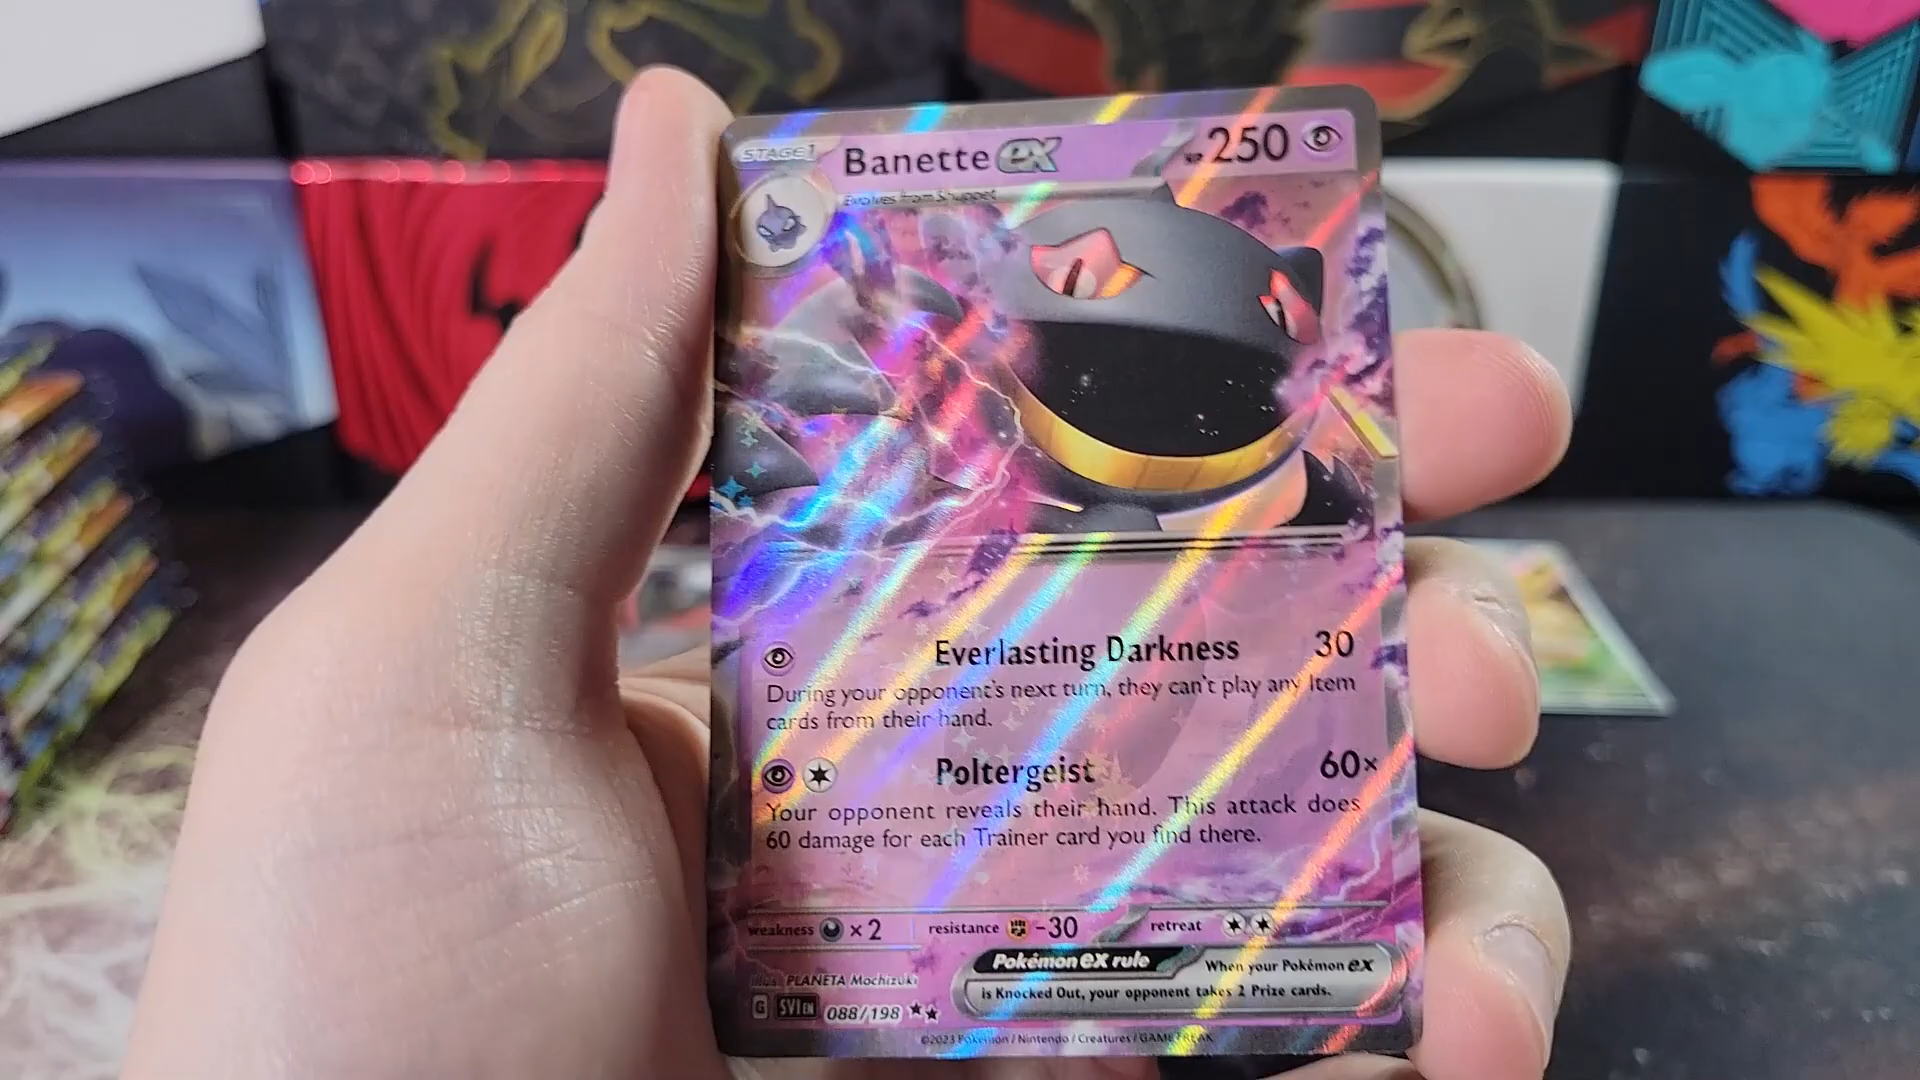 STAGE 1 Banette ex HP 250
Evolves from Shuppet
Everlasting Darkness 30
During your opponent's next turn, they can't play any Item
cards from their hand.
Poltergeist 60×
Your opponent reveals their hand. This attack does
60 damage for each Trainer card you find there.
weakness ×2 resistance -30 retreat
Pokémon ex rule When your Pokémon ex
is Knocked Out, your opponent takes 2 Prize cards.
Illus. PLANETA Mochizuki
G SVI EN 088/198 ★★
©2023 Pokémon / Nintendo / Creatures / GAME FREAK